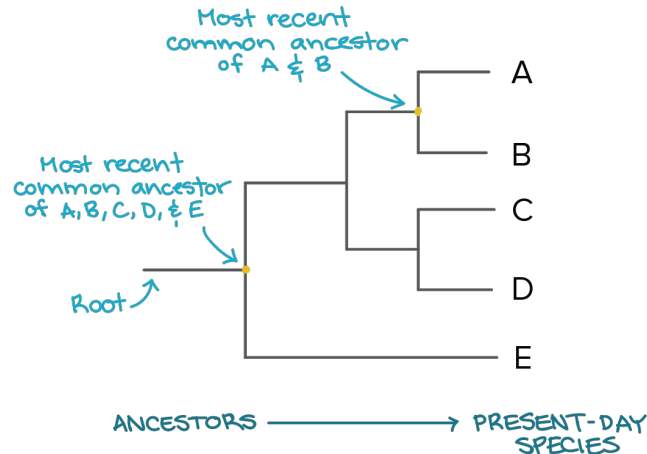 Most recent
common ancestor
of A & B
A
B
Most recent
common ancestor
of A, B, C, D, & E
C
D
Root
E
ANCESTORS
PRESENT-DAY
SPECIES